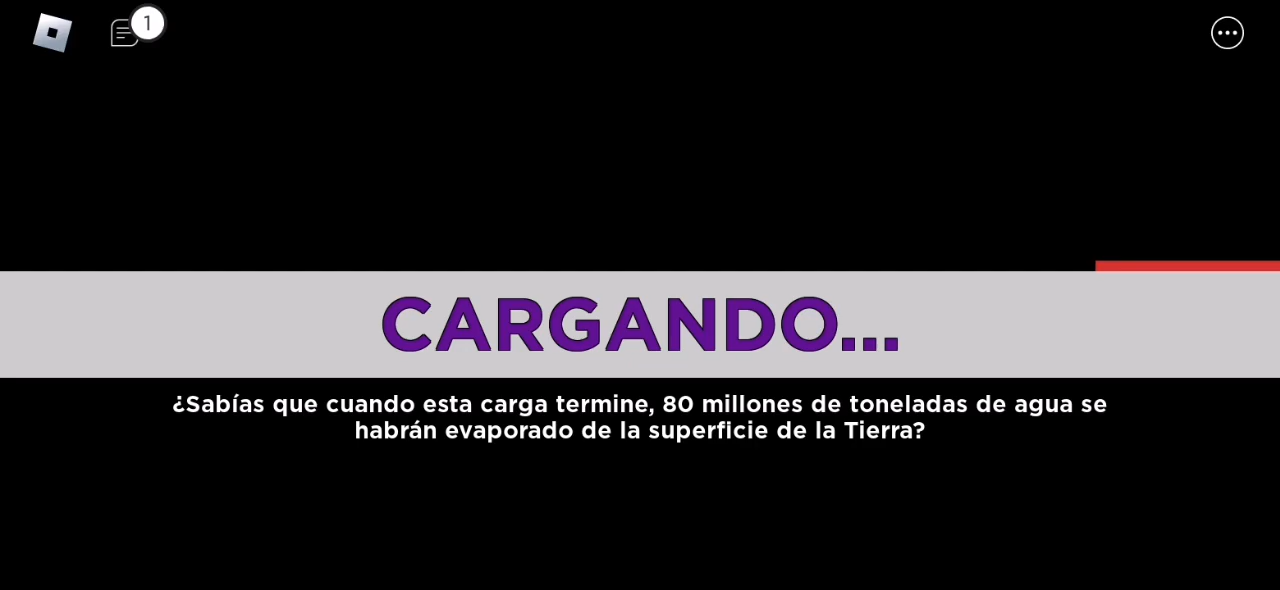 1
CARGANDO...
¿Sabías que cuando esta carga termine, 80 millones de toneladas de agua se
habrán evaporado de la superficie de la Tierra?